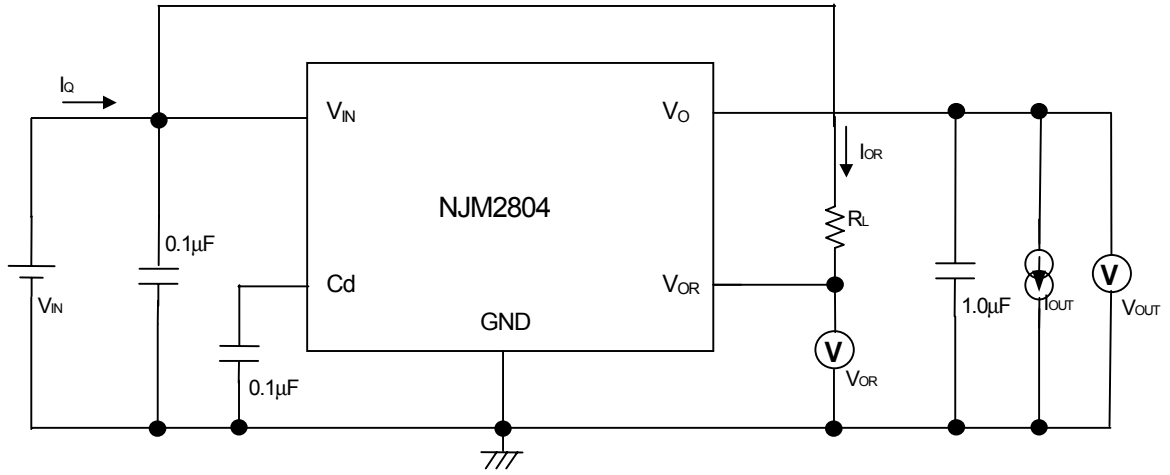 IQ
VIN
VO
IOR
NJM2804
RL
0.1μF
VIN
Cd
VOR
1.0μF
IOUT
V
VOUT
GND
V
0.1μF
VOR